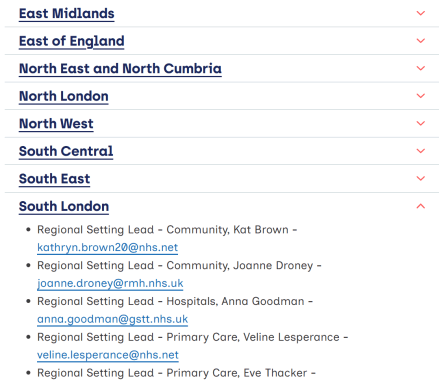 East Midlands
East of England
North East and North Cumbria
North London
North West
South Central
South East
South London
• Regional Setting Lead - Community, Kat Brown -
kathryn.brown20@nhs.net
• Regional Setting Lead - Community, Joanne Droney -
joanne.droney@rmh.nhs.uk
• Regional Setting Lead - Hospitals, Anna Goodman -
anna.goodman@gstt.nhs.uk
• Regional Setting Lead - Primary Care, Veline Lesperance -
veline.lesperance@nhs.net
• Regional Setting Lead - Primary Care, Eve Thacker -